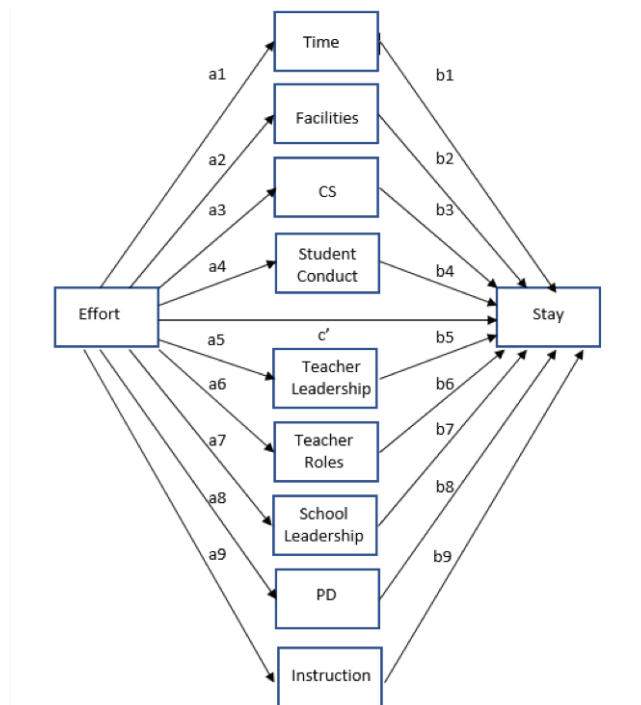 Time
a1
b1
Facilities
a2
b2
CS
a3
b3
Student
Conduct
a4
b4
Effort
Stay
c’
a5
b5
Teacher
Leadership
a6
b6
Teacher
Roles
a7
b7
School
Leadership
a8
b8
a9
b9
PD
Instruction